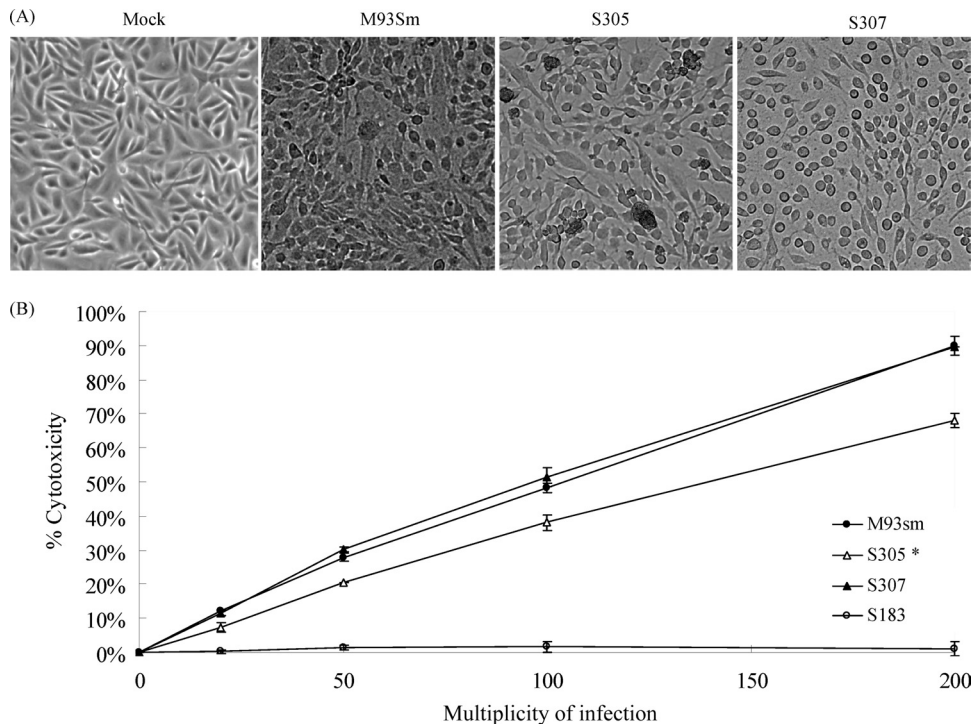 (A)
Mock
M93Sm
S305
S307
(B)
100%
90%
80%
70%
60%
50%
40%
30%
20%
10%
0%
% Cytotoxicity
0
50
100
150
200
Multiplicity of infection
M93sm
S305 *
S307
S183